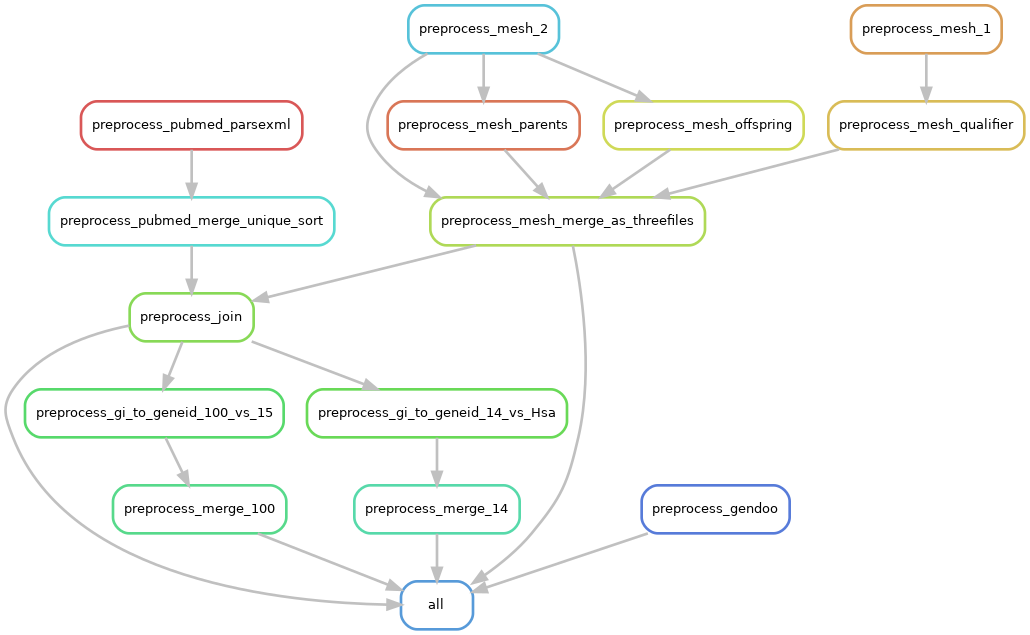 preprocess_mesh_2
preprocess_mesh_1
preprocess_pubmed_parsexml
preprocess_mesh_parents
preprocess_mesh_offspring
preprocess_mesh_qualifier
preprocess_pubmed_merge_unique_sort
preprocess_mesh_merge_as_threefiles
preprocess_join
preprocess_gi_to_geneid_100_vs_15
preprocess_gi_to_geneid_14_vs_Hsa
preprocess_merge_100
preprocess_merge_14
preprocess_gendoo
all